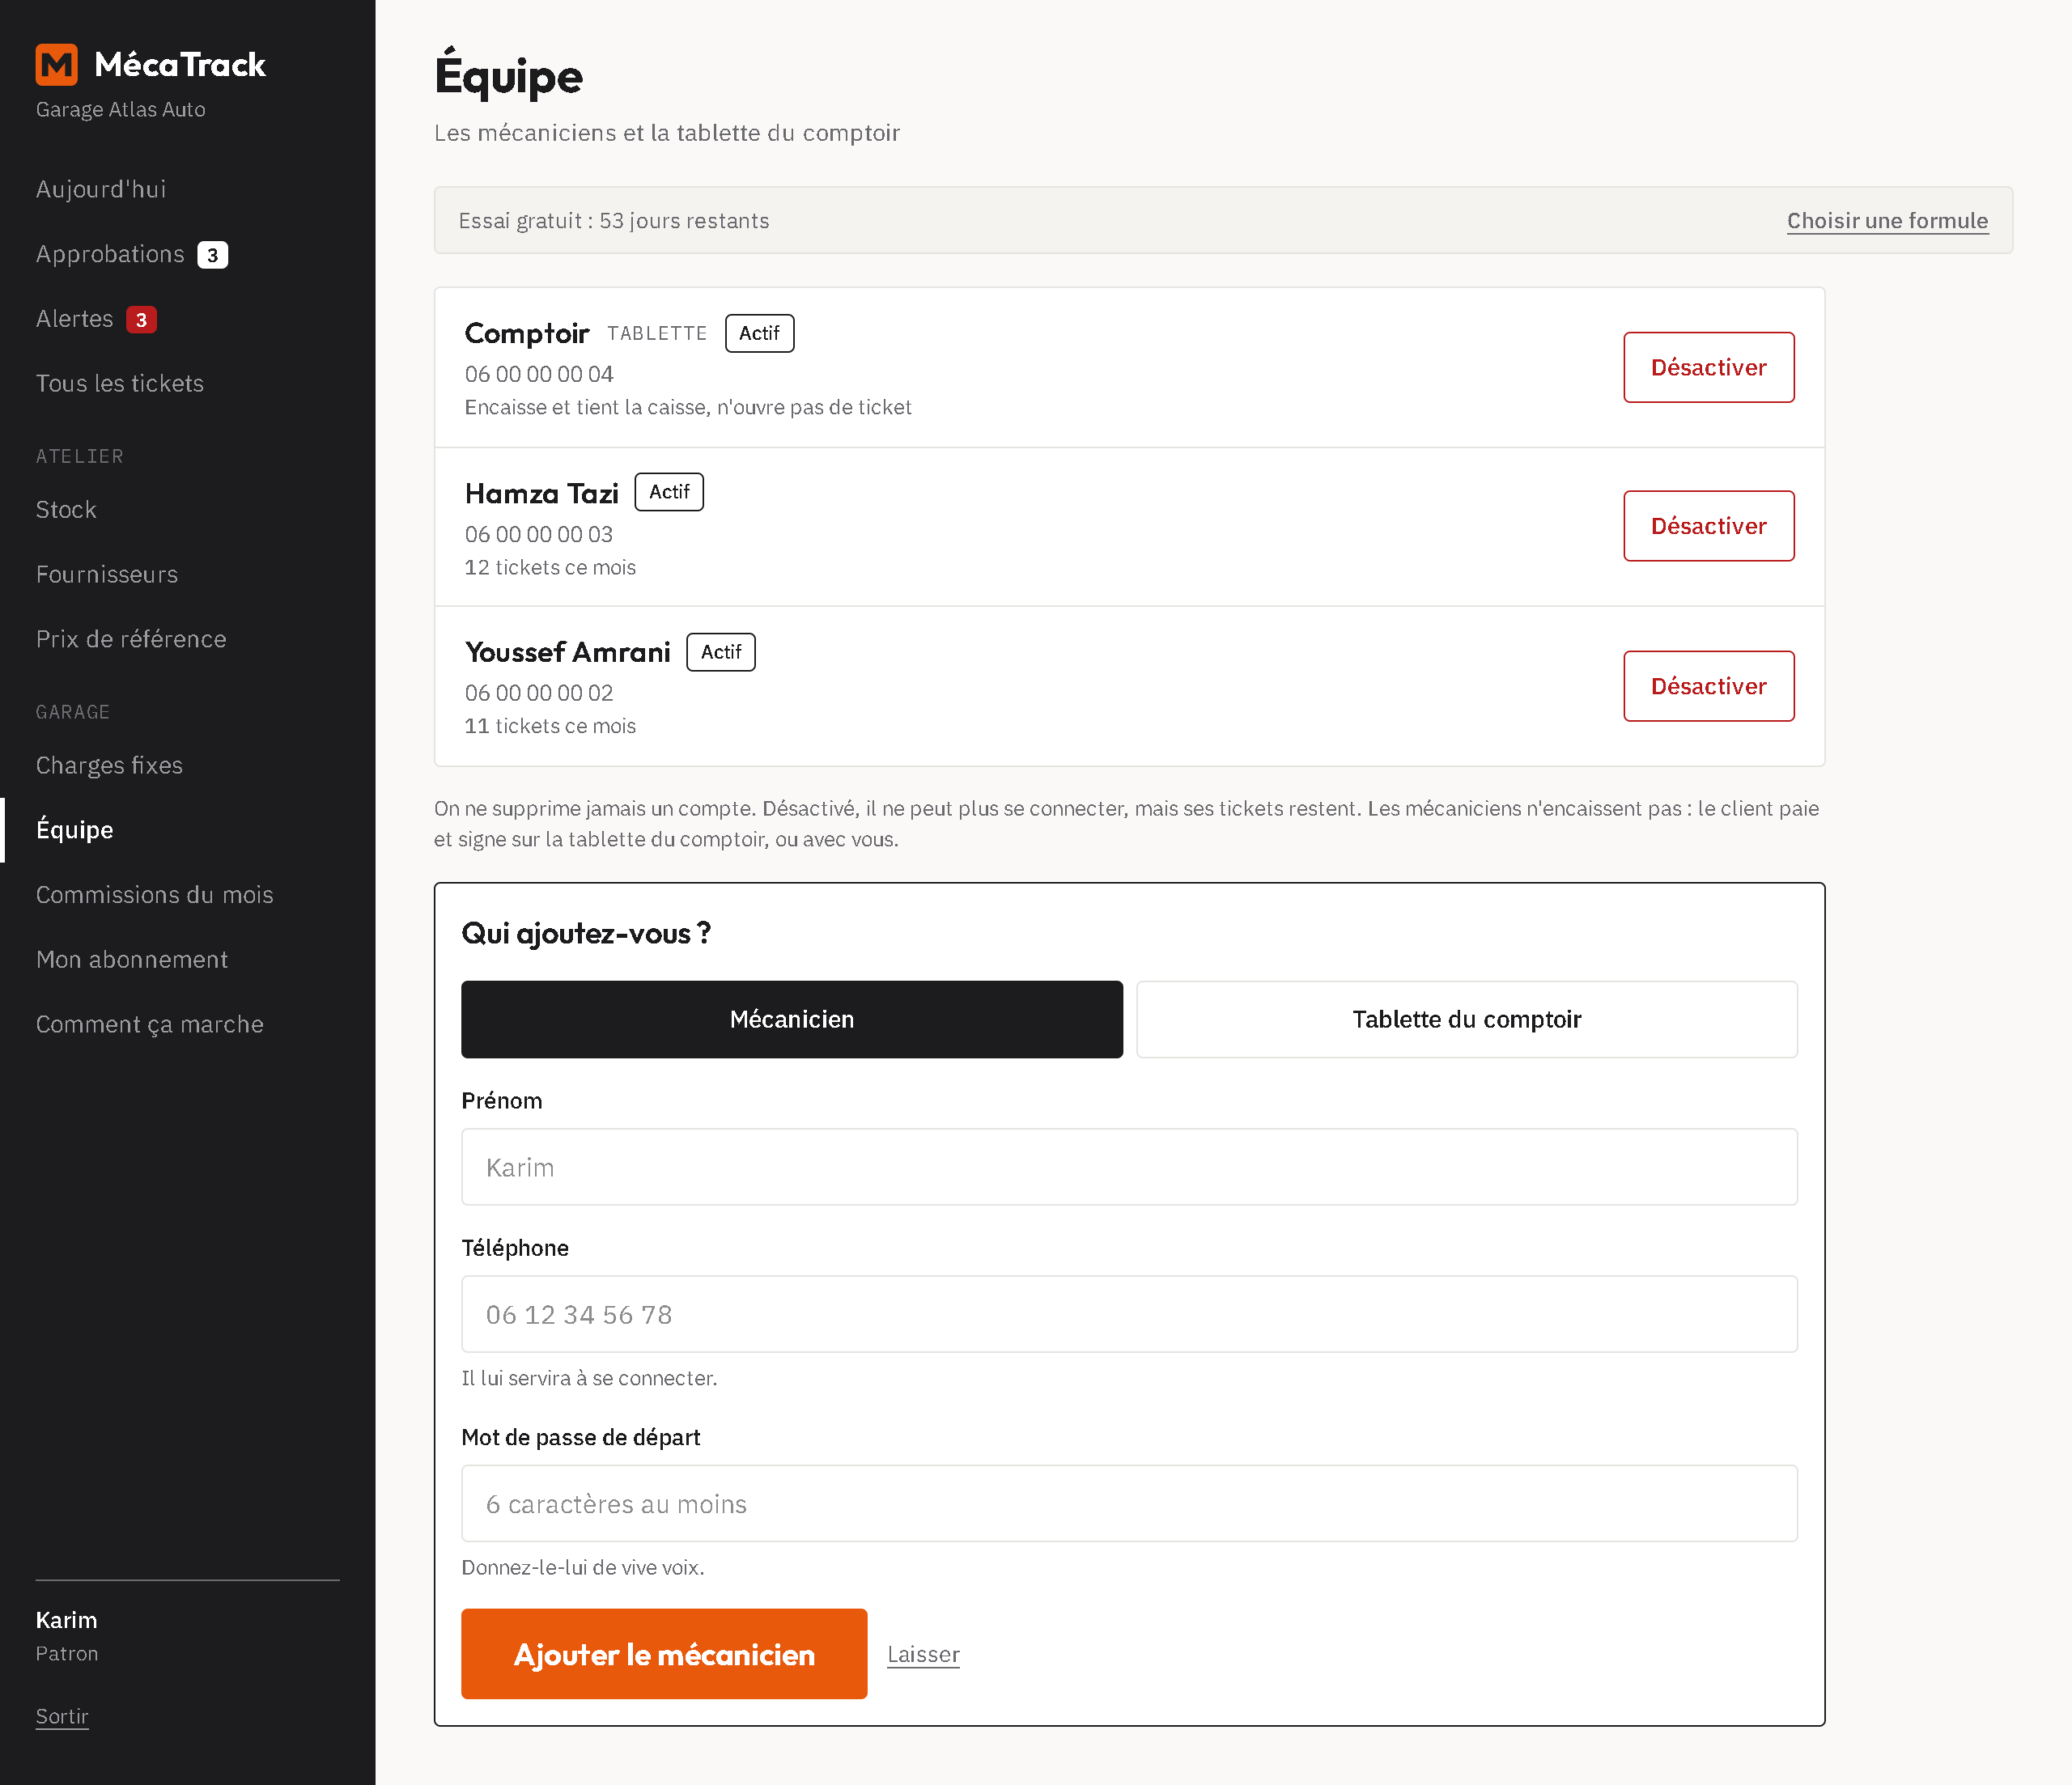 MécaTrack
Garage Atlas Auto
Aujourd'hui
Approbations 3
Alertes 3
Tous les tickets
ATELIER
Stock
Fournisseurs
Prix de référence
GARAGE
Charges fixes
Équipe
Commissions du mois
Mon abonnement
Comment ça marche
Karim
Patron
Sortir
Équipe
Les mécaniciens et la tablette du comptoir
Essai gratuit : 53 jours restants
Choisir une formule
Comptoir TABLETTE Actif
06 00 00 00 04
Encaisse et tient la caisse, n'ouvre pas de ticket
Désactiver
Hamza Tazi Actif
06 00 00 00 03
12 tickets ce mois
Désactiver
Youssef Amrani Actif
06 00 00 00 02
11 tickets ce mois
Désactiver
On ne supprime jamais un compte. Désactivé, il ne peut plus se connecter, mais ses tickets restent. Les mécaniciens n'encaissent pas : le client paie
et signe sur la tablette du comptoir, ou avec vous.
Qui ajoutez-vous ?
Mécanicien
Tablette du comptoir
Prénom
Karim
Téléphone
06 12 34 56 78
Il lui servira à se connecter.
Mot de passe de départ
6 caractères au moins
Donnez-le-lui de vive voix.
Ajouter le mécanicien
Laisser